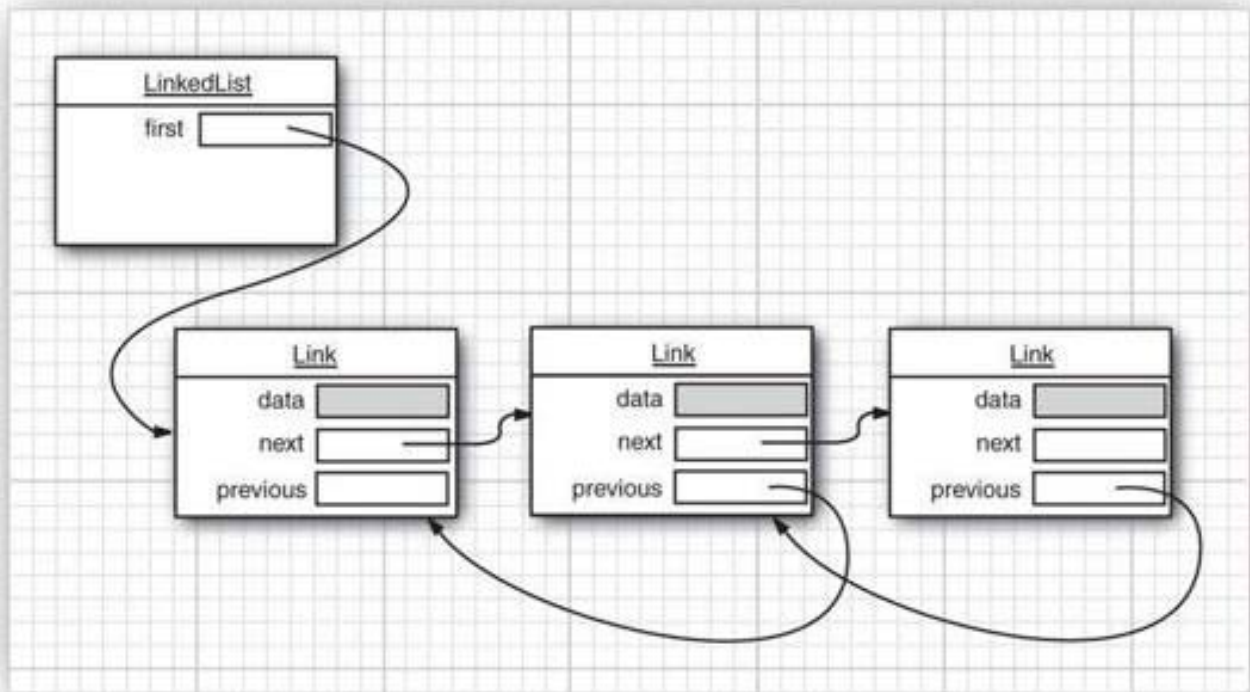 LinkedList
first
Link
data
next
previous
Link
data
next
previous
Link
data
next
previous